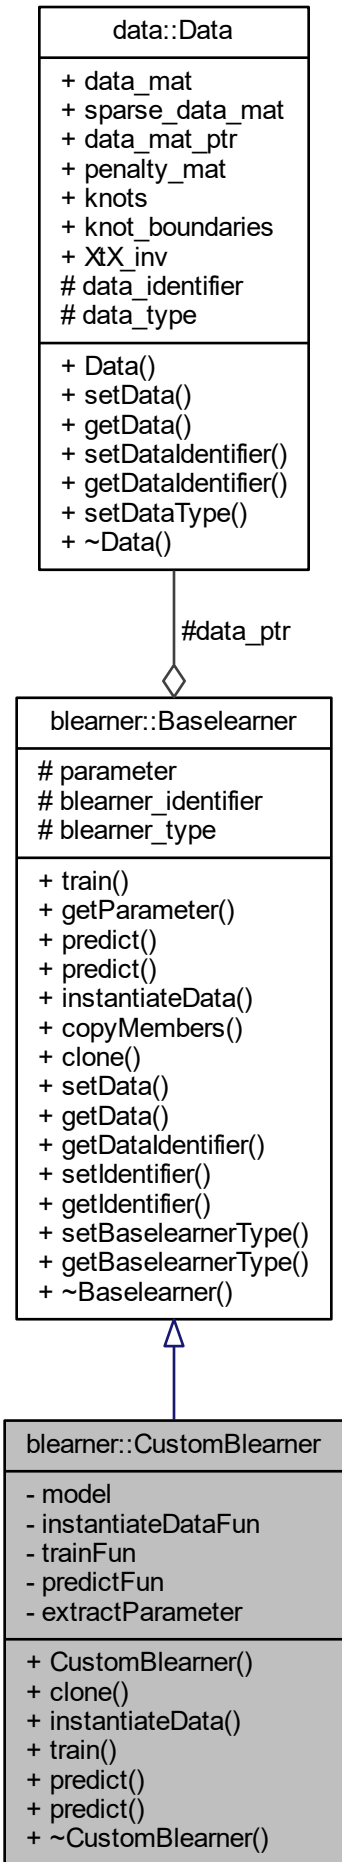 data::Data
+ data_mat
+ sparse_data_mat
+ data_mat_ptr
+ penalty_mat
+ knots
+ knot_boundaries
+ XtX_inv
# data_identifier
# data_type
+ Data()
+ setData()
+ getData()
+ setDataIdentifier()
+ getDataIdentifier()
+ setDataType()
+ ~Data()
#data_ptr
blearner::Baselearner
# parameter
# blearner_identifier
# blearner_type
+ train()
+ getParameter()
+ predict()
+ predict()
+ instantiateData()
+ copyMembers()
+ clone()
+ setData()
+ getData()
+ getDataIdentifier()
+ setIdentifier()
+ getIdentifier()
+ setBaselearnerType()
+ getBaselearnerType()
+ ~Baselearner()
blearner::CustomBlearner
- model
- instantiateDataFun
- trainFun
- predictFun
- extractParameter
+ CustomBlearner()
+ clone()
+ instantiateData()
+ train()
+ predict()
+ predict()
+ ~CustomBlearner()